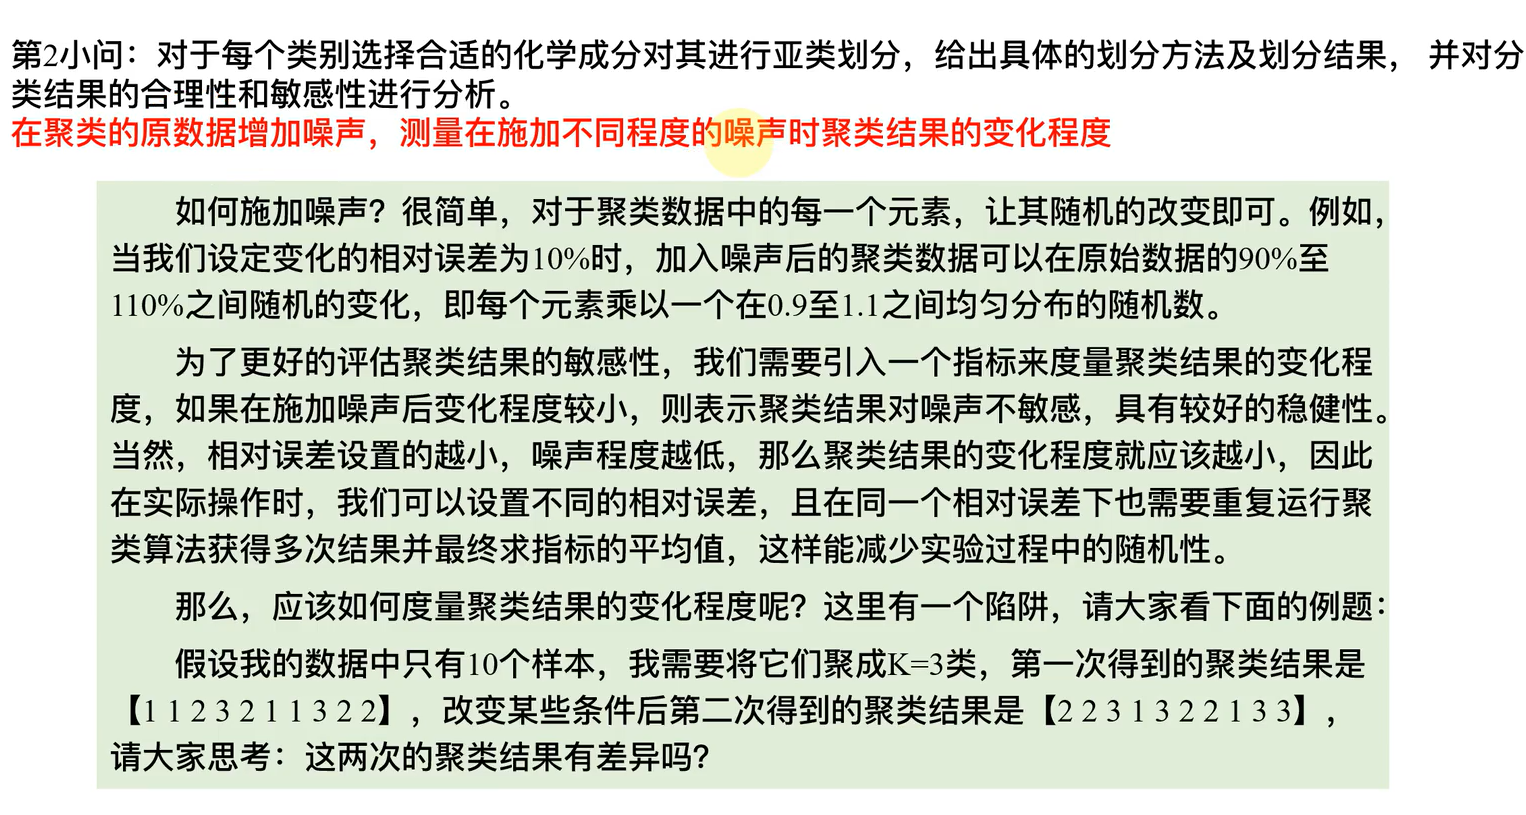 第2小问：对于每个类别选择合适的化学成分对其进行亚类划分，给出具体的划分方法及划分结果， 并对分
类结果的合理性和敏感性进行分析。
在聚类的原数据增加噪声，测量在施加不同程度的噪声时聚类结果的变化程度
如何施加噪声？很简单，对于聚类数据中的每一个元素，让其随机的改变即可。例如，
当我们设定变化的相对误差为10%时，加入噪声后的聚类数据可以在原始数据的90%至
110%之间随机的变化，即每个元素乘以一个在0.9至1.1之间均匀分布的随机数。
为了更好的评估聚类结果的敏感性，我们需要引入一个指标来度量聚类结果的变化程
度，如果在施加噪声后变化程度较小，则表示聚类结果对噪声不敏感，具有较好的稳健性。
当然，相对误差设置的越小，噪声程度越低，那么聚类结果的变化程度就应该越小，因此
在实际操作时，我们可以设置不同的相对误差，且在同一个相对误差下也需要重复运行聚
类算法获得多次结果并最终求指标的平均值，这样能减少实验过程中的随机性。
那么，应该如何度量聚类结果的变化程度呢？这里有一个陷阱，请大家看下面的例题：
假设我的数据中只有10个样本，我需要将它们聚成K=3类，第一次得到的聚类结果是
【1 1 2 3 2 1 1 3 2 2】，改变某些条件后第二次得到的聚类结果是【2 2 3 1 3 2 2 1 3 3】，
请大家思考：这两次的聚类结果有差异吗？